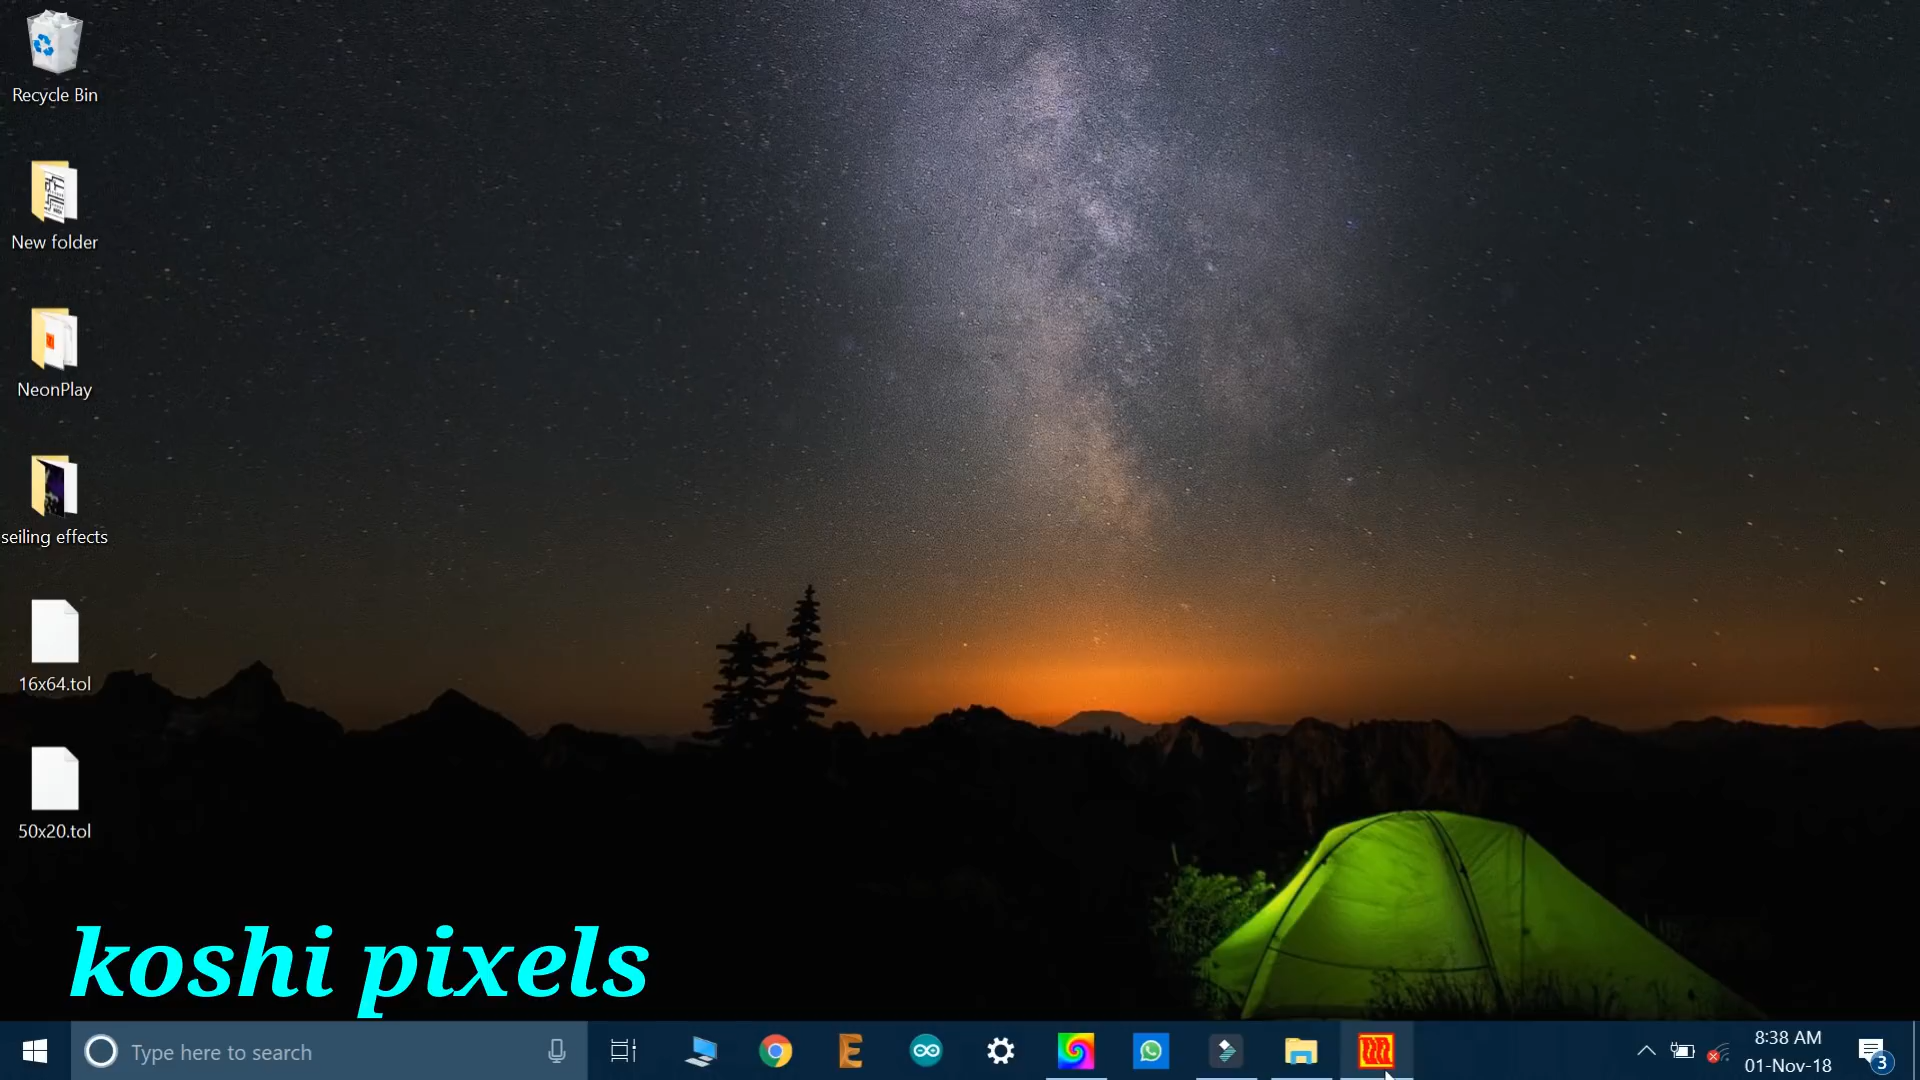 Recycle Bin
New folder
NeonPlay
seiling effects
16x64.tol
50x20.tol
koshi pixels
Type here to search
8:38 AM
01-Nov-18
3